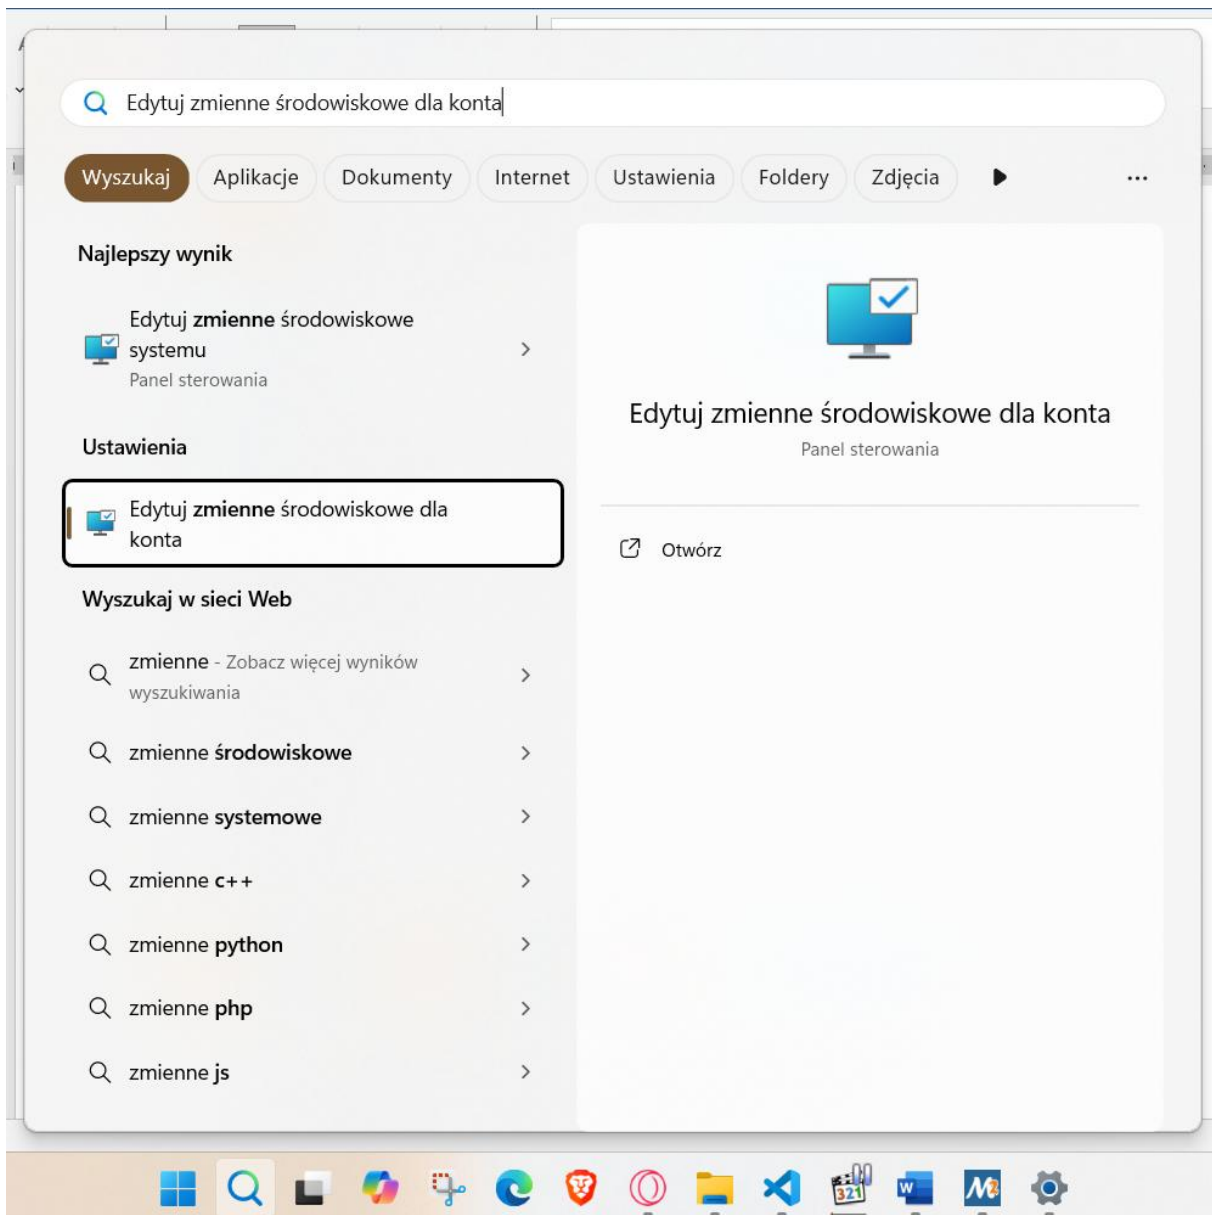 Edytuj zmienne środowiskowe dla konta
Wyszukaj Aplikacje Dokumenty Internet Ustawienia Foldery Zdjęcia
Najlepszy wynik
Edytuj zmienne środowiskowe
systemu
Panel sterowania
Ustawienia
Edytuj zmienne środowiskowe dla
konta
Wyszukaj w sieci Web
zmienne - Zobacz więcej wyników
wyszukiwania
zmienne środowiskowe
zmienne systemowe
zmienne c++
zmienne python
zmienne php
zmienne js
Edytuj zmienne środowiskowe dla konta
Panel sterowania
Otwórz
321
W
M2